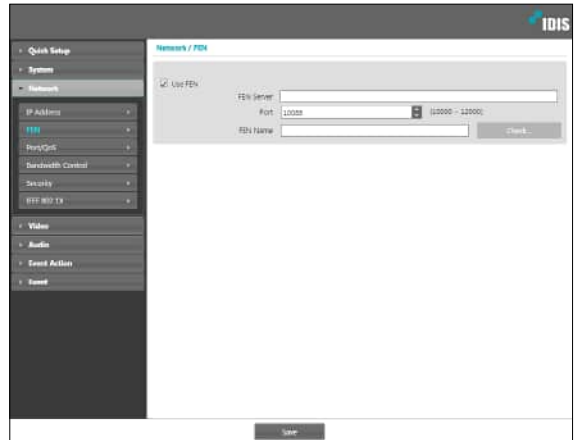 IDIS
Quick Setup
System
Network
IP Address
FEN
Port/QoS
Bandwidth Control
Security
IEEE 802.1X
Video
Audio
Event Action
Event
Network / FEN
Use FEN
FEN Server
Port 10088 (10000 ~ 12000)
FEN Name Check...
Save